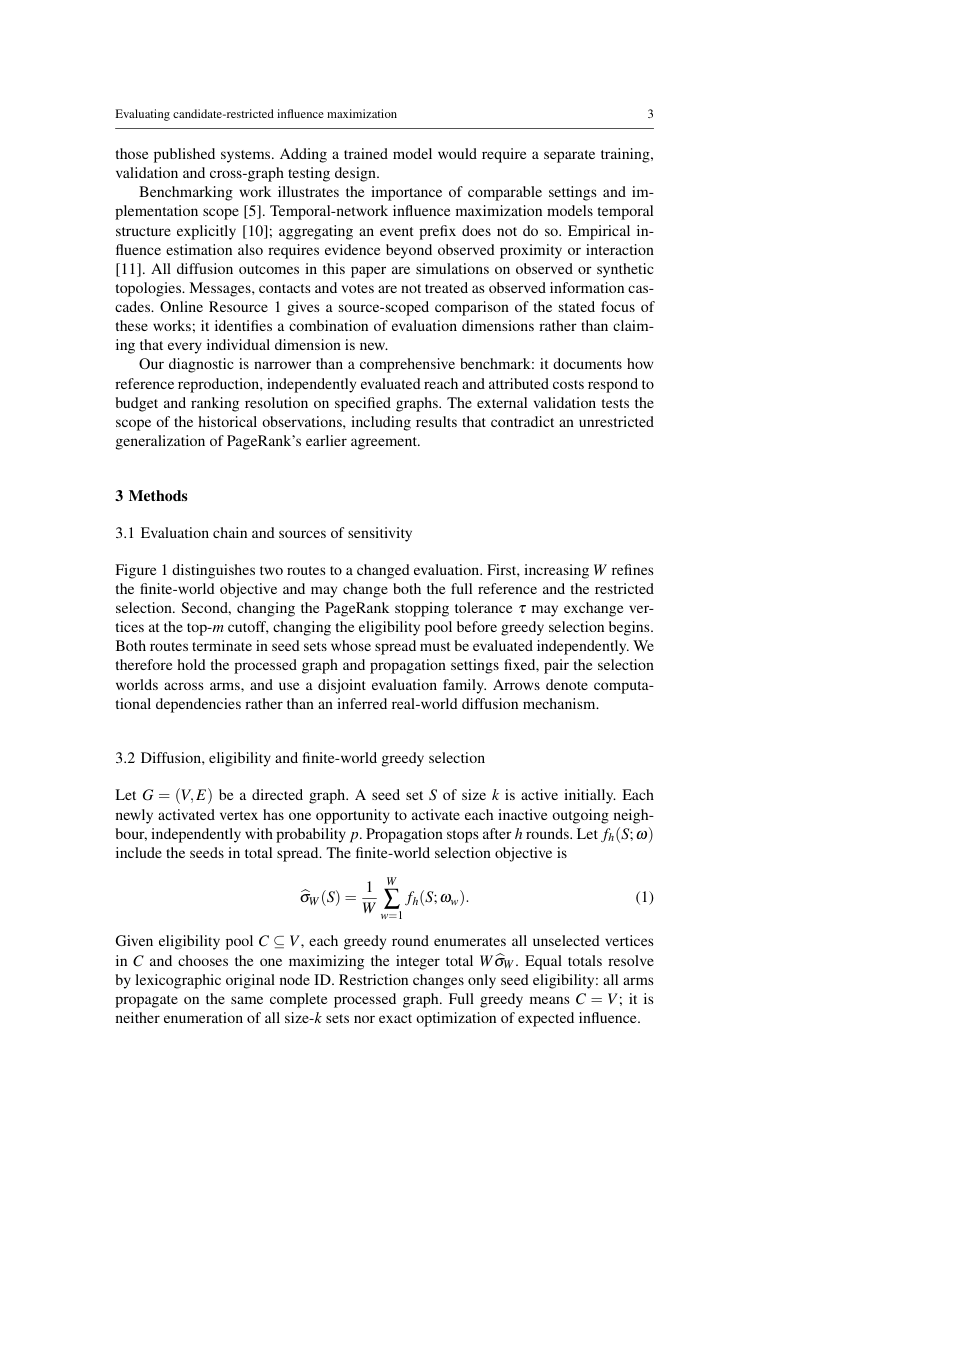 Evaluating candidate-restricted influence maximization 3
those published systems. Adding a trained model would require a separate training,
validation and cross-graph testing design.
Benchmarking work illustrates the importance of comparable settings and im-
plementation scope [5]. Temporal-network influence maximization models temporal
structure explicitly [10]; aggregating an event prefix does not do so. Empirical in-
fluence estimation also requires evidence beyond observed proximity or interaction
[11]. All diffusion outcomes in this paper are simulations on observed or synthetic
topologies. Messages, contacts and votes are not treated as observed information cas-
cades. Online Resource 1 gives a source-scoped comparison of the stated focus of
these works; it identifies a combination of evaluation dimensions rather than claim-
ing that every individual dimension is new.
Our diagnostic is narrower than a comprehensive benchmark: it documents how
reference reproduction, independently evaluated reach and attributed costs respond to
budget and ranking resolution on specified graphs. The external validation tests the
scope of the historical observations, including results that contradict an unrestricted
generalization of PageRank's earlier agreement.
3 Methods
3.1 Evaluation chain and sources of sensitivity
Figure 1 distinguishes two routes to a changed evaluation. First, increasing W refines
the finite-world objective and may change both the full reference and the restricted
selection. Second, changing the PageRank stopping tolerance τ may exchange ver-
tices at the top-m cutoff, changing the eligibility pool before greedy selection begins.
Both routes terminate in seed sets whose spread must be evaluated independently. We
therefore hold the processed graph and propagation settings fixed, pair the selection
worlds across arms, and use a disjoint evaluation family. Arrows denote computa-
tional dependencies rather than an inferred real-world diffusion mechanism.
3.2 Diffusion, eligibility and finite-world greedy selection
Let G = (V,E) be a directed graph. A seed set S of size k is active initially. Each
newly activated vertex has one opportunity to activate each inactive outgoing neigh-
bour, independently with probability p. Propagation stops after h rounds. Let fₕ(S; ω)
include the seeds in total spread. The finite-world selection objective is
σ̂_W(S) = 1/W ∑_{w=1}^{W} fₕ(S; ω_w). (1)
Given eligibility pool C ⊆ V, each greedy round enumerates all unselected vertices
in C and chooses the one maximizing the integer total Wσ̂_W. Equal totals resolve
by lexicographic original node ID. Restriction changes only seed eligibility: all arms
propagate on the same complete processed graph. Full greedy means C = V; it is
neither enumeration of all size-k sets nor exact optimization of expected influence.